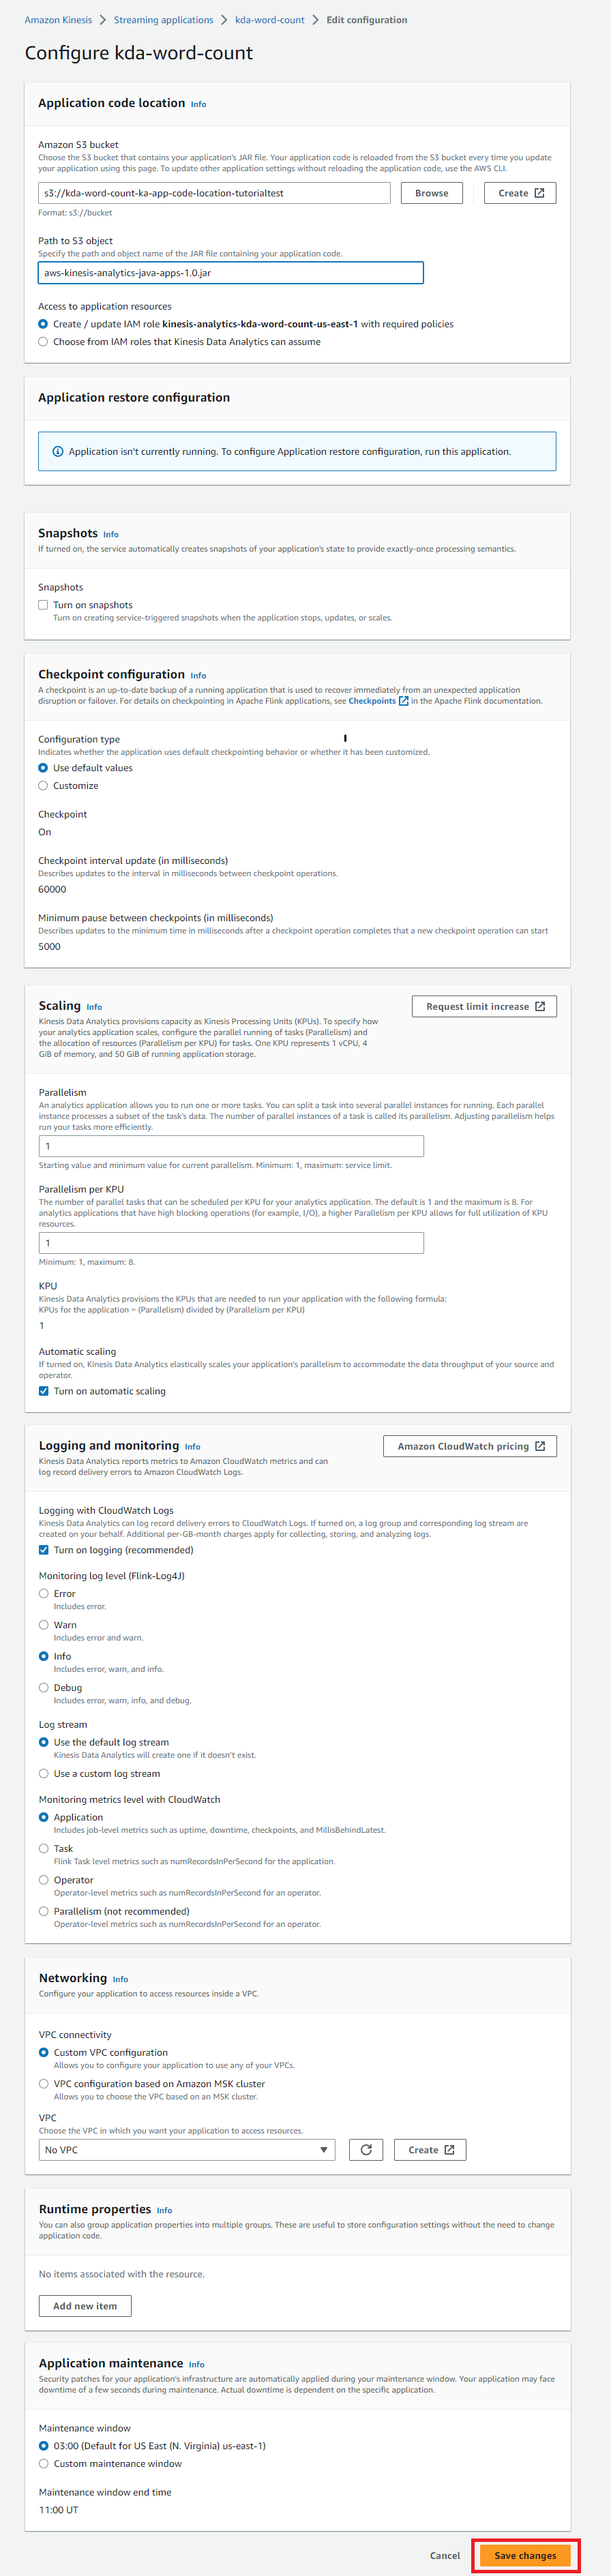 Amazon Kinesis > Streaming applications > kda-word-count > Edit configuration
Configure kda-word-count
Application code location Info
Amazon S3 bucket
Choose the S3 bucket that contains your application's JAR file. Your application code is reloaded from the S3 bucket every time you update
your application using this page. To update other application settings without reloading the application code, use the AWS CLI.
s3://kda-word-count-ka-app-code-location-tutorialtest Browse Create
Format: s3://bucket
Path to S3 object
Specify the path and object name of the JAR file containing your application code.
aws-kinesis-analytics-java-apps-1.0.jar
Access to application resources
Create / update IAM role kinesis-analytics-kda-word-count-us-east-1 with required policies
Choose from IAM roles that Kinesis Data Analytics can assume
Application restore configuration
Application isn't currently running. To configure Application restore configuration, run this application.
Snapshots Info
If turned on, the service automatically creates snapshots of your application's state to provide exactly-once processing semantics.
Snapshots
Turn on snapshots
Turn on creating service-triggered snapshots when the application stops, updates, or scales.
Checkpoint configuration Info
A checkpoint is an up-to-date backup of a running application that is used to recover immediately from an unexpected application
disruption or failover. For details on checkpointing in Apache Flink applications, see Checkpoints in the Apache Flink documentation.
Configuration type
Indicates whether the application uses default checkpointing behavior or whether it has been customized.
Use default values
Customize
Checkpoint
On
Checkpoint interval update (in milliseconds)
Describes updates to the interval in milliseconds between checkpoint operations.
60000
Minimum pause between checkpoints (in milliseconds)
Describes updates to the minimum time in milliseconds after a checkpoint operation completes that a new checkpoint operation can start
5000
Scaling Info Request limit increase
Kinesis Data Analytics provisions capacity as Kinesis Processing Units (KPUs). To specify how
your analytics application scales, configure the parallel running of tasks (Parallelism) and
the allocation of resources (Parallelism per KPU) for tasks. One KPU represents 1 vCPU, 4
GiB of memory, and 50 GiB of running application storage.
Parallelism
An analytics application allows you to run one or more tasks. You can split a task into several parallel instances for running. Each parallel
instance processes a subset of the task's data. The number of parallel instances of a task is called its parallelism. Adjusting parallelism helps
run your tasks more efficiently.
1
Starting value and minimum value for current parallelism. Minimum: 1, maximum: service limit.
Parallelism per KPU
The number of parallel tasks that can be scheduled per KPU for your analytics application. The default is 1 and the maximum is 8. For
analytics applications that have high blocking operations (for example, I/O), a higher Parallelism per KPU allows for full utilization of KPU
resources.
1
Minimum: 1, maximum: 8.
KPU
Kinesis Data Analytics provisions the KPUs that are needed to run your application with the following formula:
KPUs for the application = (Parallelism) divided by (Parallelism per KPU)
1
Automatic scaling
If turned on, Kinesis Data Analytics elastically scales your application's parallelism to accommodate the data throughput of your source and
operator.
Turn on automatic scaling
Logging and monitoring Info Amazon CloudWatch pricing
Kinesis Data Analytics reports metrics to Amazon CloudWatch metrics and can
log record delivery errors to Amazon CloudWatch Logs.
Logging with CloudWatch Logs
Kinesis Data Analytics can log record delivery errors to CloudWatch Logs. If turned on, a log group and corresponding log stream are
created on your behalf. Additional per-GB-month charges apply for collecting, storing, and analyzing logs.
Turn on logging (recommended)
Monitoring log level (Flink-Log4J)
Error
Includes error.
Warn
Includes error and warn.
Info
Includes error, warn, and info.
Debug
Includes error, warn, info, and debug.
Log stream
Use the default log stream
Kinesis Data Analytics will create one if it doesn't exist.
Use a custom log stream
Monitoring metrics level with CloudWatch
Application
Includes job-level metrics such as uptime, downtime, checkpoints, and MillisBehindLatest.
Task
Flink Task level metrics such as numRecordsInPerSecond for the application.
Operator
Operator-level metrics such as numRecordsInPerSecond for an operator.
Parallelism (not recommended)
Operator-level metrics such as numRecordsInPerSecond for an operator.
Networking Info
Configure your application to access resources inside a VPC.
VPC connectivity
Custom VPC configuration
Allows you to configure your application to use any of your VPCs.
VPC configuration based on Amazon MSK cluster
Allows you to choose the VPC based on an MSK cluster.
VPC
Choose the VPC in which you want your application to access resources.
No VPC Create
Runtime properties Info
You can also group application properties into multiple groups. These are useful to store configuration settings without the need to change
application code.
No items associated with the resource.
Add new item
Application maintenance Info
Security patches for your application's infrastructure are automatically applied during your maintenance window. Your application may face
downtime of a few seconds during maintenance. Actual downtime is dependent on the specific application.
Maintenance window
03:00 (Default for US East (N. Virginia) us-east-1)
Custom maintenance window
Maintenance window end time
11:00 UT
Cancel Save changes